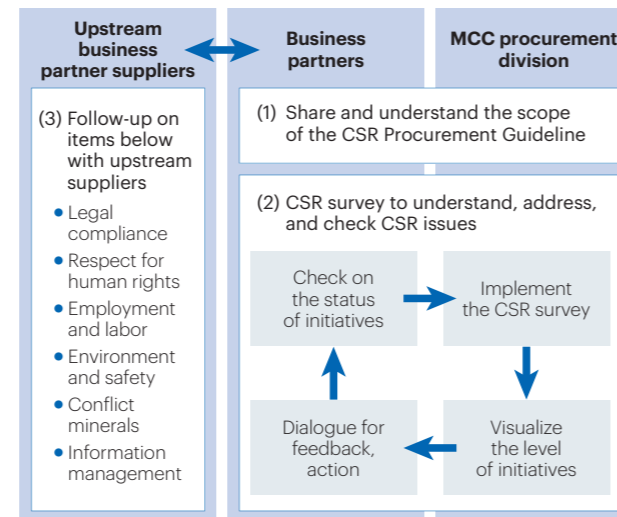 Upstream
business
partner suppliers
Business
partners
MCC procurement
division
(3) Follow-up on
items below
with upstream
suppliers
• Legal
compliance
• Respect for
human rights
• Employment
and labor
• Environment
and safety
• Conflict
minerals
• Information
management
(1) Share and understand the scope
of the CSR Procurement Guideline
(2) CSR survey to understand, address,
and check CSR issues
Check on
the status
of initiatives
Implement
the CSR survey
Dialogue for
feedback,
action
Visualize
the level
of initiatives